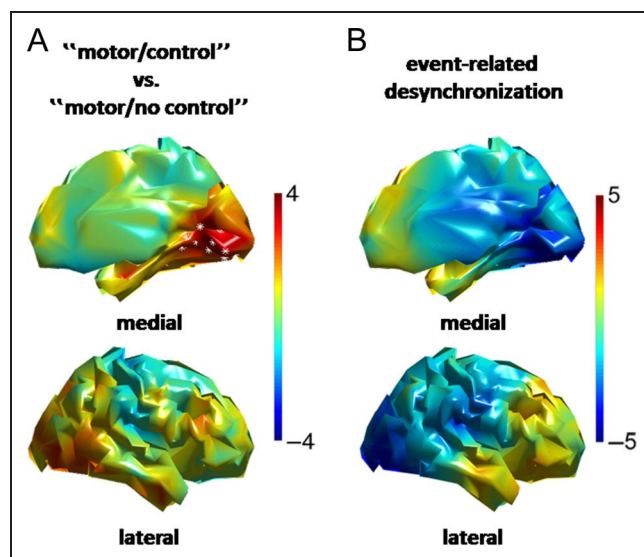 A
“motor/control”
vs.
“motor/no control”
4
−4
medial
lateral
B
event-related
desynchronization
5
−5
medial
lateral